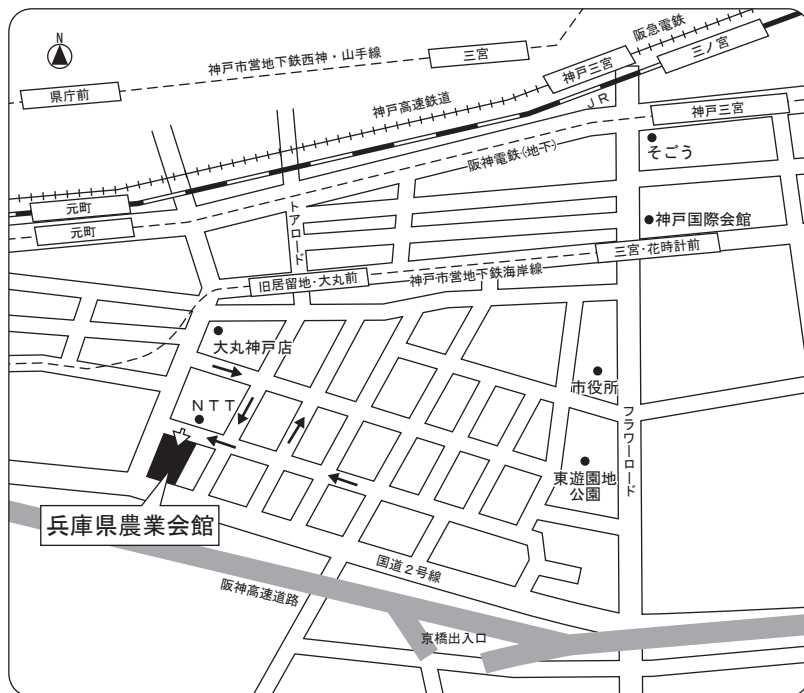 N
阪急電鉄
三宮
三ノ宮
神戸市営地下鉄西神・山手線
神戸三宮
県庁前
神戸高速鉄道
JR
神戸三宮
そごう
阪神電鉄(地下)
元町
元町
トアロード
神戸国際会館
三宮・花時計前
旧居留地・大丸前
神戸市営地下鉄海岸線
大丸神戸店
市役所
NTT
フラワーロード
東遊園地
公園
兵庫県農業会館
国道2号線
阪神高速道路
京橋出入口